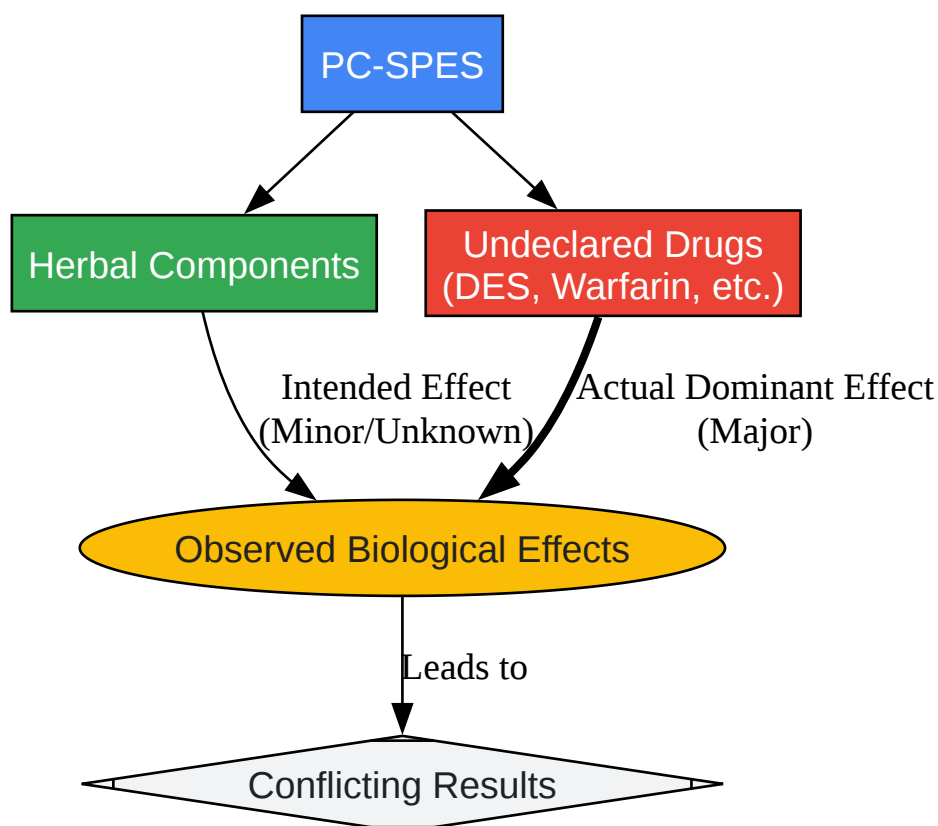 PC-SPES
Herbal Components
Undeclared Drugs
(DES, Warfarin, etc.)
Intended Effect
(Minor/Unknown)
Actual Dominant Effect
(Major)
Observed Biological Effects
Leads to
Conflicting Results